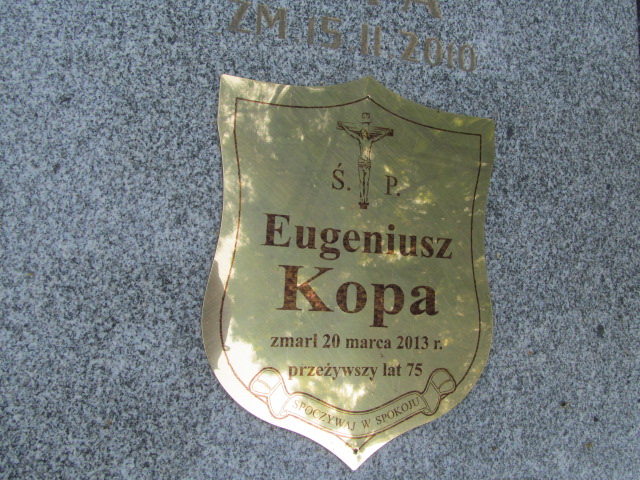 ZM. 15. II. 2010
Ś. P.
Eugeniusz
Kopa
zmarł 20 marca 2013 r.
przeżywszy lat 75
SPOCZYWAJ W SPOKOJU